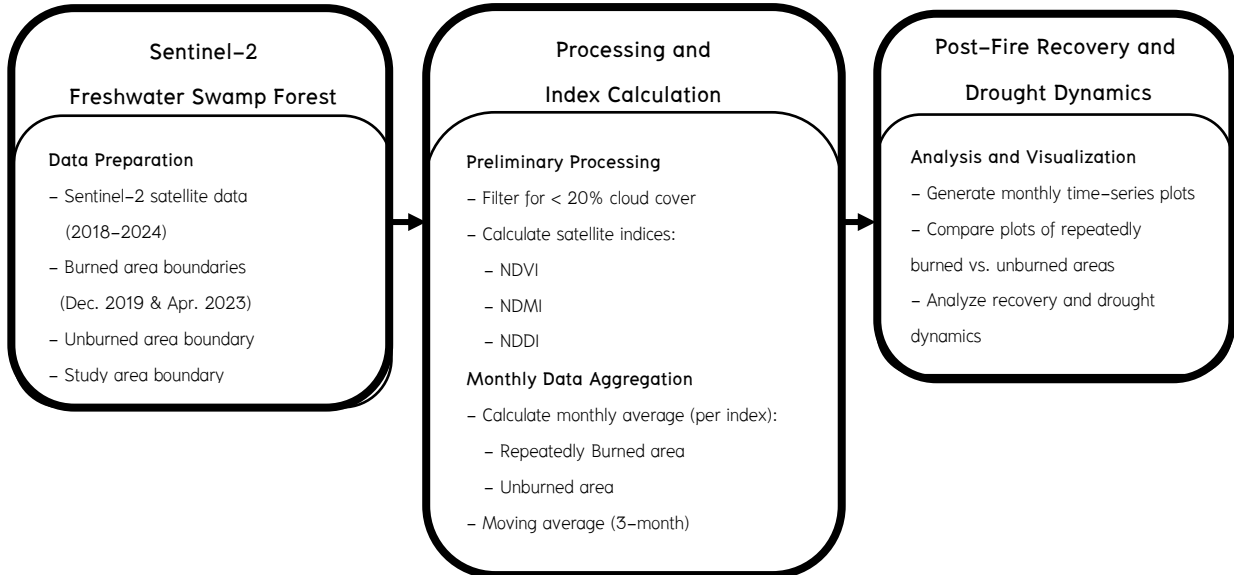 Sentinel-2
Freshwater Swamp Forest
Data Preparation
- Sentinel-2 satellite data
(2018-2024)
- Burned area boundaries
(Dec. 2019 & Apr. 2023)
- Unburned area boundary
- Study area boundary
Processing and
Index Calculation
Preliminary Processing
- Filter for < 20% cloud cover
- Calculate satellite indices:
- NDVI
- NDMI
- NDDI
Monthly Data Aggregation
- Calculate monthly average (per index):
- Repeatedly Burned area
- Unburned area
- Moving average (3-month)
Post-Fire Recovery and
Drought Dynamics
Analysis and Visualization
- Generate monthly time-series plots
- Compare plots of repeatedly
burned vs. unburned areas
- Analyze recovery and drought
dynamics